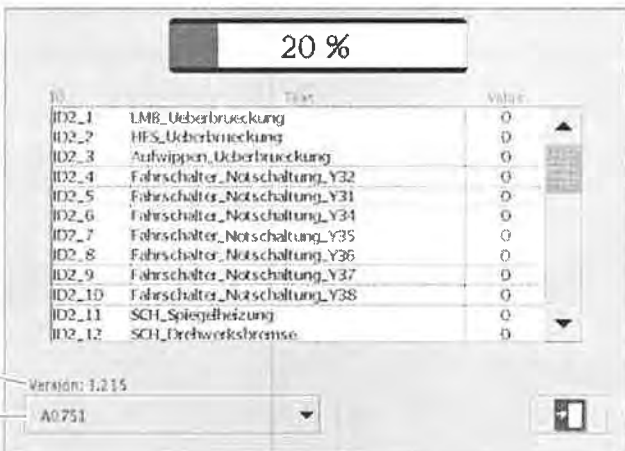 20 %
ID Text Value
ID2_1 LMB_Ueberbrueckung 0
ID2_2 HES_Ueberbrueckung 0
ID2_3 Aufwippen_Ueberbrueckung 0
ID2_4 Fahrschalter_Notschaltung_Y32 0
ID2_5 Fahrschalter_Notschaltung_Y31 0
ID2_6 Fahrschalter_Notschaltung_Y34 0
ID2_7 Fahrschalter_Notschaltung_Y35 0
ID2_8 Fahrschalter_Notschaltung_Y36 0
ID2_9 Fahrschalter_Notschaltung_Y37 0
ID2_10 Fahrschalter_Notschaltung_Y38 0
ID2_11 SCH_Spiegelheizung 0
ID2_12 SCH_Drehwerksbremse 0
Version: 1.215
A0751